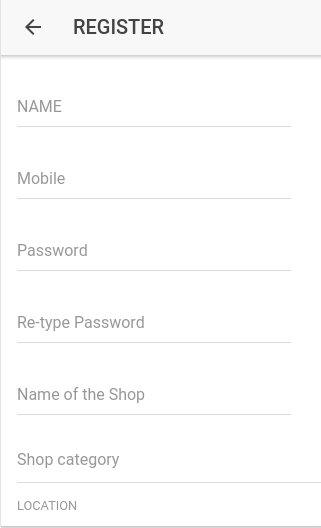 REGISTER
NAME
Mobile
Password
Re-type Password
Name of the Shop
Shop category
LOCATION